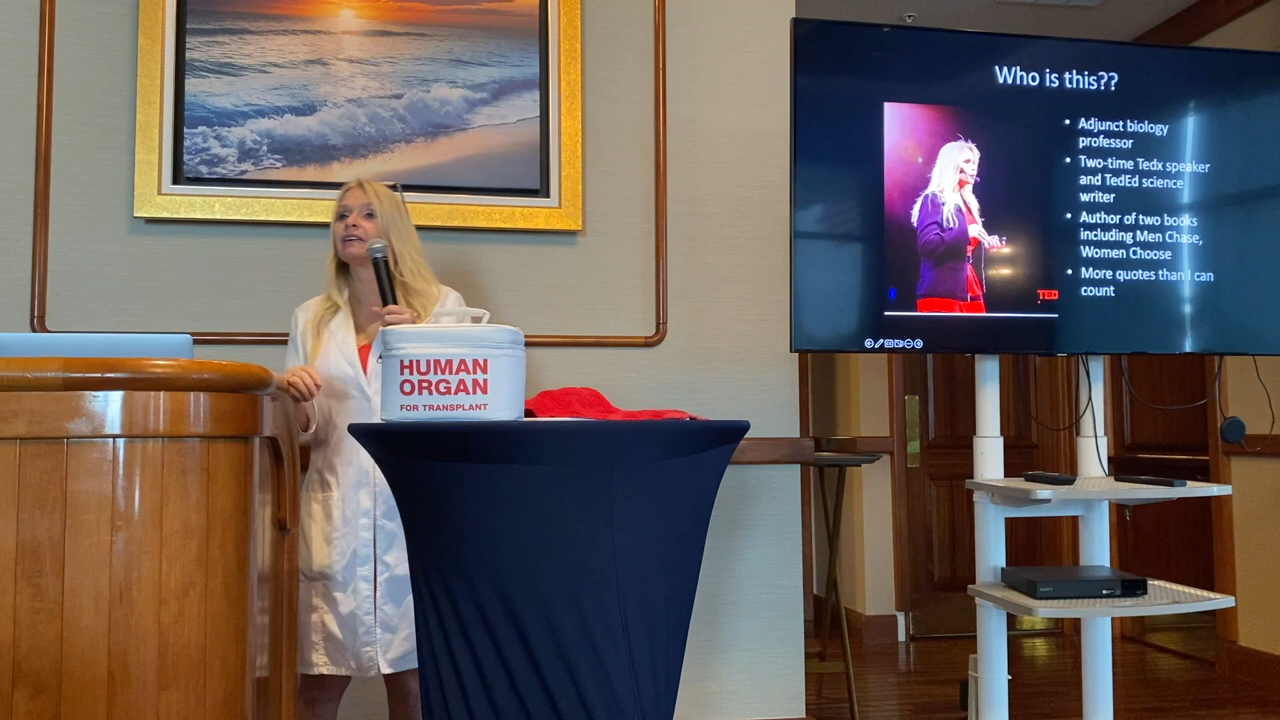 HUMAN
ORGAN
FOR TRANSPLANT
Who is this??
• Adjunct biology
professor
• Two-time Tedx speaker
and TedEd science
writer
• Author of two books
including Men Chase,
Women Choose
• More quotes than I can
count
TED
SONY